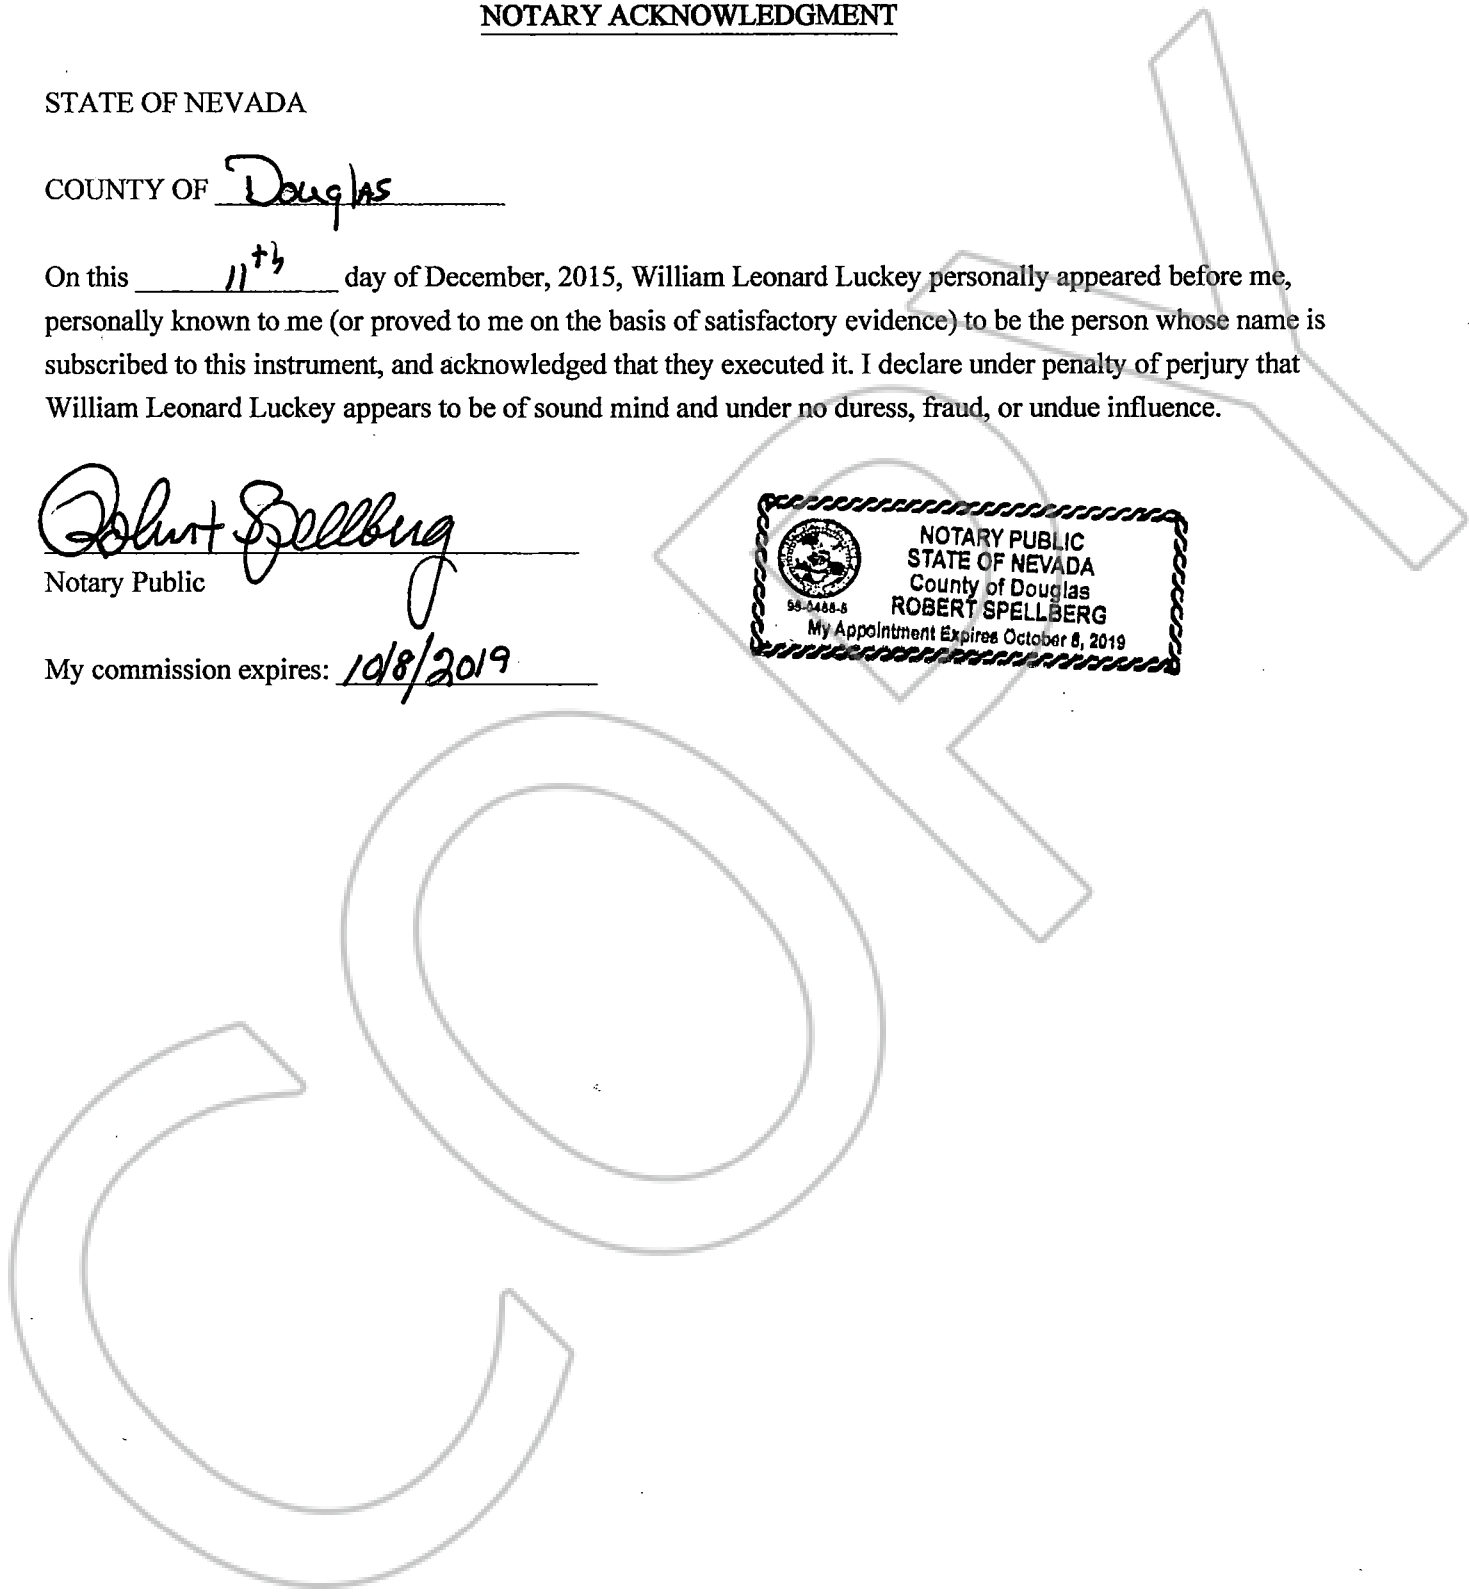 NOTARY ACKNOWLEDGMENT
STATE OF NEVADA
COUNTY OF Douglas
On this 11th day of December, 2015, William Leonard Luckey personally appeared before me,
personally known to me (or proved to me on the basis of satisfactory evidence) to be the person whose name is
subscribed to this instrument, and acknowledged that they executed it. I declare under penalty of perjury that
William Leonard Luckey appears to be of sound mind and under no duress, fraud, or undue influence.
Robert Spellberg
Notary Public
My commission expires: 10/8/2019
NOTARY PUBLIC
STATE OF NEVADA
County of Douglas
ROBERT SPELLBERG
My Appointment Expires October 8, 2019
COPY